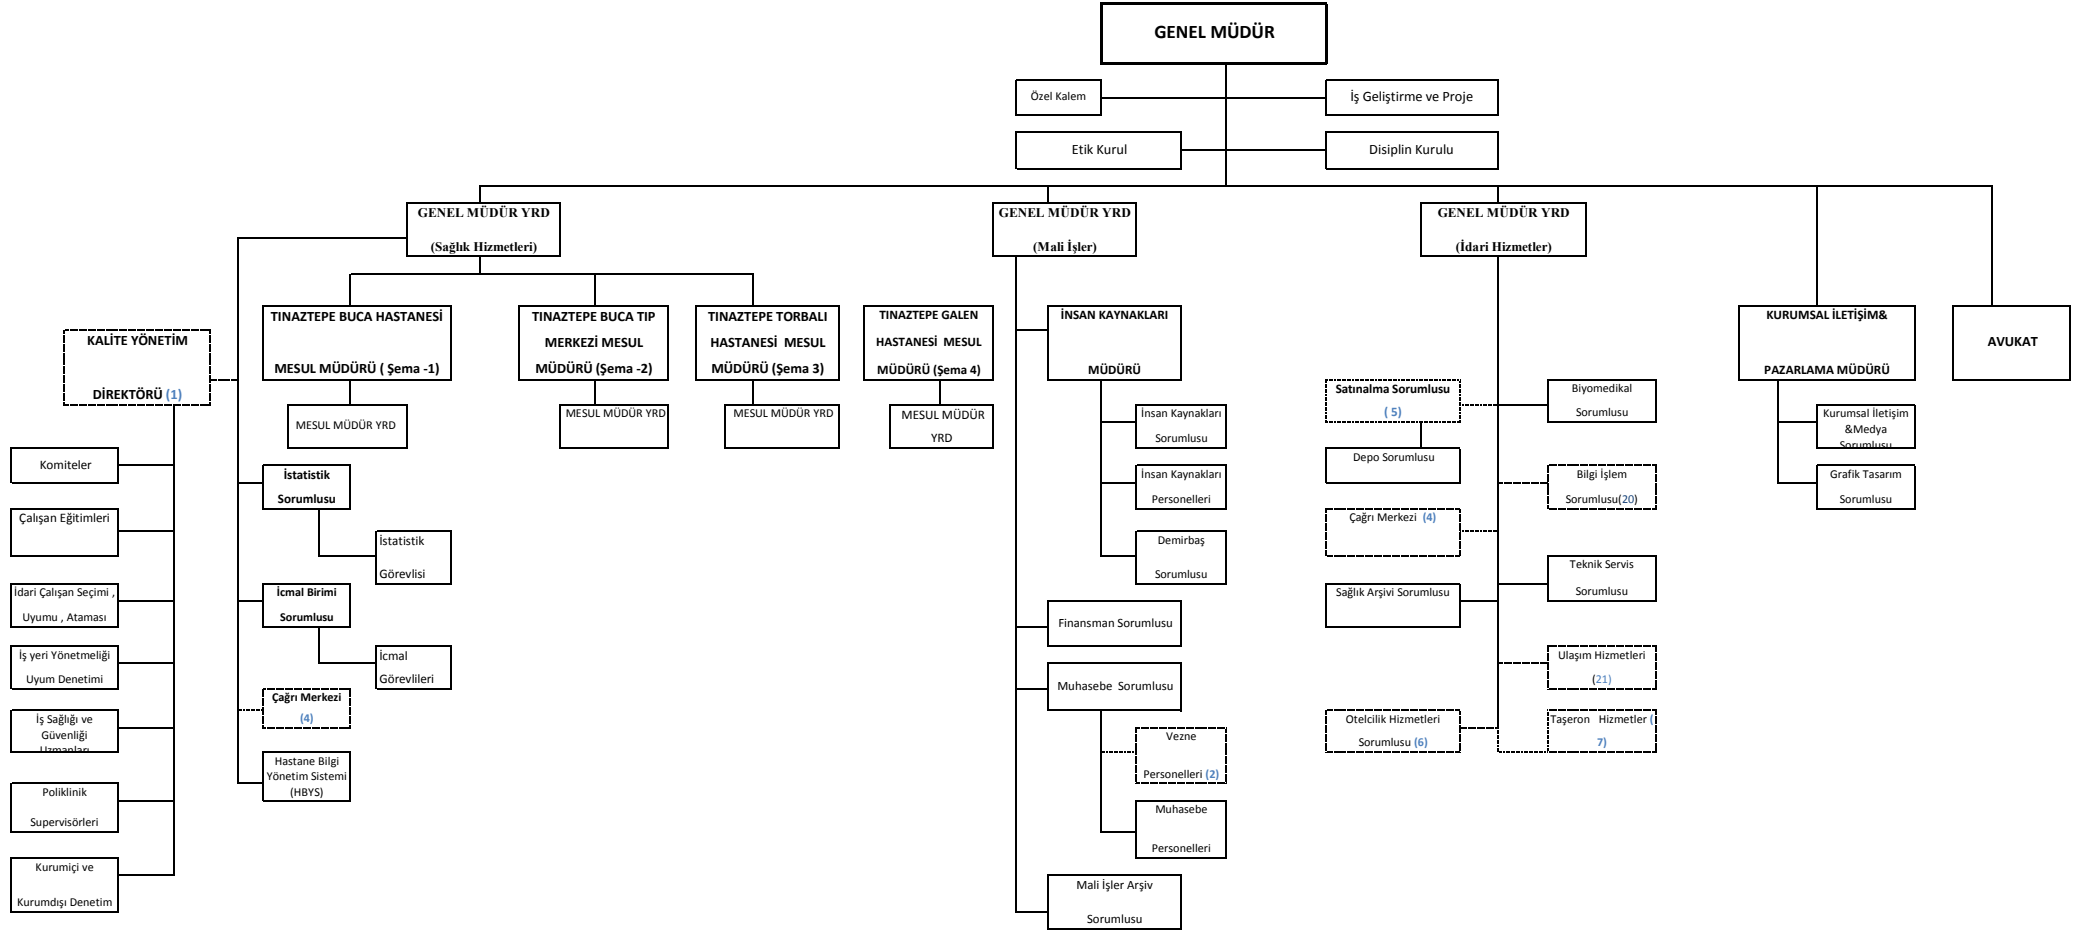 GENEL MÜDÜR
Özel Kalem
İş Geliştirme ve Proje
Etik Kurul
Disiplin Kurulu
GENEL MÜDÜR YRD
(Sağlık Hizmetleri)
GENEL MÜDÜR YRD
(Mali İşler)
GENEL MÜDÜR YRD
(İdari Hizmetler)
KALİTE YÖNETİM
DİREKTÖRÜ (1)
TINAZTEPE BUCA HASTANESİ
MESUL MÜDÜRÜ ( Şema -1)
TINAZTEPE BUCA TIP
MERKEZİ MESUL
MÜDÜRÜ (Şema -2)
TINAZTEPE TORBALI
HASTANESİ MESUL
MÜDÜRÜ (Şema 3)
TINAZTEPE GALEN
HASTANESİ MESUL
MÜDÜRÜ (Şema 4)
İNSAN KAYNAKLARI
MÜDÜRÜ
KURUMSAL İLETİŞİM&
PAZARLAMA MÜDÜRÜ
AVUKAT
MESUL MÜDÜR YRD
MESUL MÜDÜR YRD
MESUL MÜDÜR YRD
MESUL MÜDÜR
YRD
Komiteler
Çalışan Eğitimleri
İdari Çalışan Seçimi ,
Uyumu , Ataması
İş yeri Yönetmeliği
Uyum Denetimi
İş Sağlığı ve
Güvenliği
Uzmanları
Poliklinik
Supervisörleri
Kurumiçi ve
Kurumdışı Denetim
İstatistik
Sorumlusu
İstatistik
Görevlisi
İcmal Birimi
Sorumlusu
İcmal
Görevlileri
Çağrı Merkezi
(4)
Hastane Bilgi
Yönetim Sistemi
(HBYS)
İnsan Kaynakları
Sorumlusu
İnsan Kaynakları
Personelleri
Demirbaş
Sorumlusu
Finansman Sorumlusu
Muhasebe Sorumlusu
Vezne
Personelleri (2)
Muhasebe
Personelleri
Mali İşler Arşiv
Sorumlusu
Satınalma Sorumlusu
( 5)
Depo Sorumlusu
Çağrı Merkezi (4)
Sağlık Arşivi Sorumlusu
Otelcilik Hizmetleri
Sorumlusu (6)
Biyomedikal
Sorumlusu
Bilgi İşlem
Sorumlusu(20)
Teknik Servis
Sorumlusu
Ulaşım Hizmetleri
(21)
Taşeron Hizmetler (
7)
Kurumsal İletişim
&Medya
Sorumlusu
Grafik Tasarım
Sorumlusu